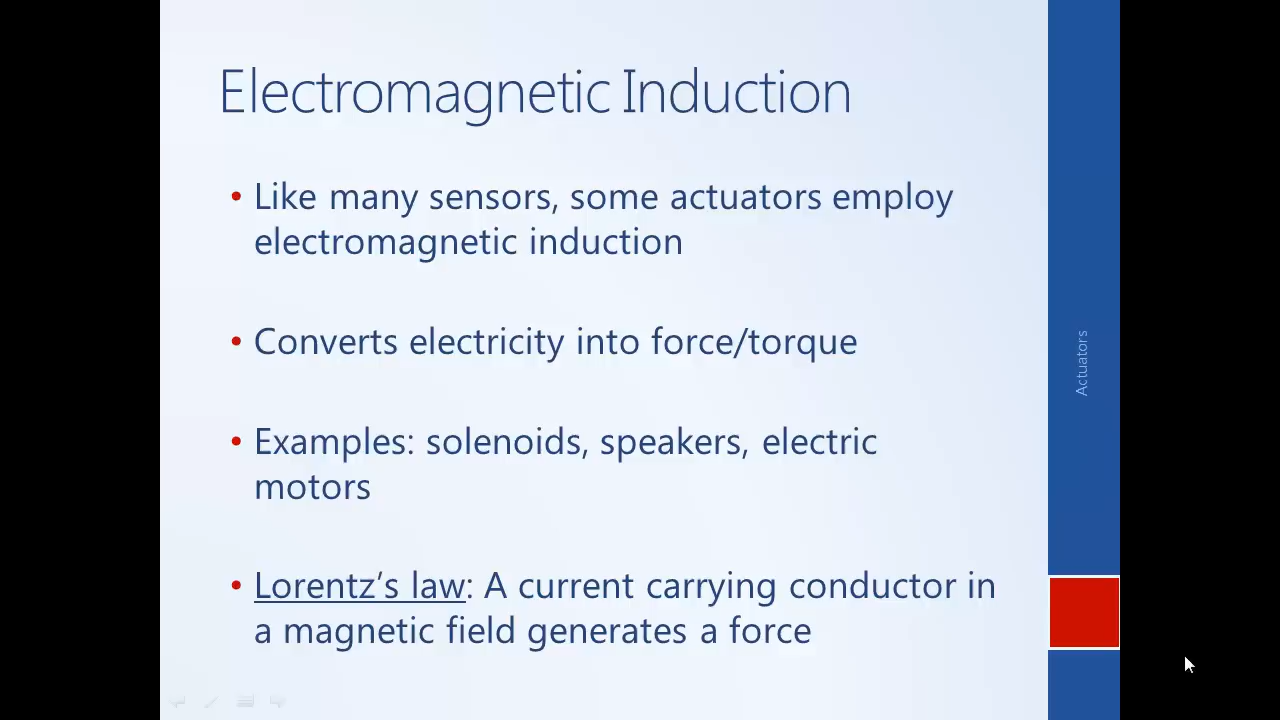 Electromagnetic Induction
• Like many sensors, some actuators employ
electromagnetic induction
• Converts electricity into force/torque
• Examples: solenoids, speakers, electric
motors
• Lorentz’s law: A current carrying conductor in
a magnetic field generates a force
Actuators